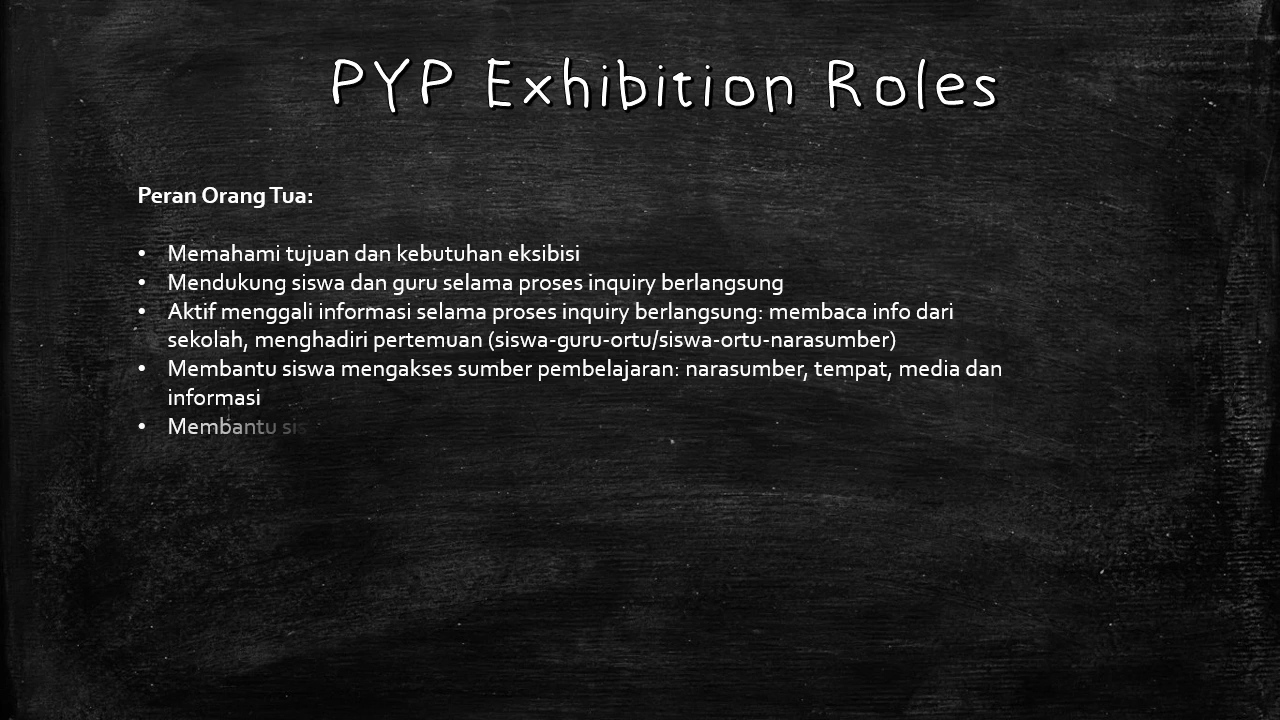 PYP Exhibition Roles
Peran Orang Tua:
• Memahami tujuan dan kebutuhan eksibisi
• Mendukung siswa dan guru selama proses inquiry berlangsung
• Aktif menggali informasi selama proses inquiry berlangsung: membaca info dari
sekolah, menghadiri pertemuan (siswa-guru-ortu/siswa-ortu-narasumber)
• Membantu siswa mengakses sumber pembelajaran: narasumber, tempat, media dan
informasi
• Membantu